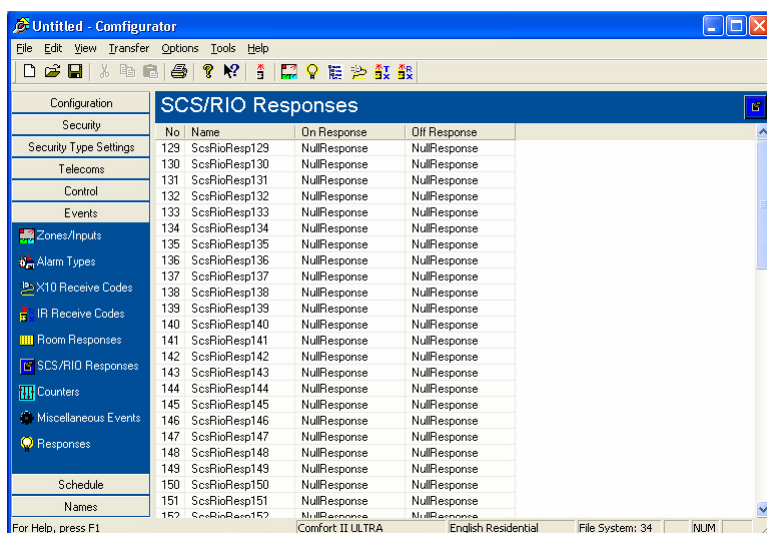 Untitled - Comfigurator
File Edit View Transfer Options Tools Help
Configuration
Security
Security Type Settings
Telecoms
Control
Events
Zones/Inputs
Alarm Types
X10 Receive Codes
IR Receive Codes
Room Responses
SCS/RIO Responses
Counters
Miscellaneous Events
Responses
Schedule
Names
SCS/RIO Responses
No Name On Response Off Response
129 ScsRioResp129 NullResponse NullResponse
130 ScsRioResp130 NullResponse NullResponse
131 ScsRioResp131 NullResponse NullResponse
132 ScsRioResp132 NullResponse NullResponse
133 ScsRioResp133 NullResponse NullResponse
134 ScsRioResp134 NullResponse NullResponse
135 ScsRioResp135 NullResponse NullResponse
136 ScsRioResp136 NullResponse NullResponse
137 ScsRioResp137 NullResponse NullResponse
138 ScsRioResp138 NullResponse NullResponse
139 ScsRioResp139 NullResponse NullResponse
140 ScsRioResp140 NullResponse NullResponse
141 ScsRioResp141 NullResponse NullResponse
142 ScsRioResp142 NullResponse NullResponse
143 ScsRioResp143 NullResponse NullResponse
144 ScsRioResp144 NullResponse NullResponse
145 ScsRioResp145 NullResponse NullResponse
146 ScsRioResp146 NullResponse NullResponse
147 ScsRioResp147 NullResponse NullResponse
148 ScsRioResp148 NullResponse NullResponse
149 ScsRioResp149 NullResponse NullResponse
150 ScsRioResp150 NullResponse NullResponse
151 ScsRioResp151 NullResponse NullResponse
152 ScsRioResp152 NullResponse NullResponse
For Help, press F1 Comfort II ULTRA English Residential File System: 34 NUM